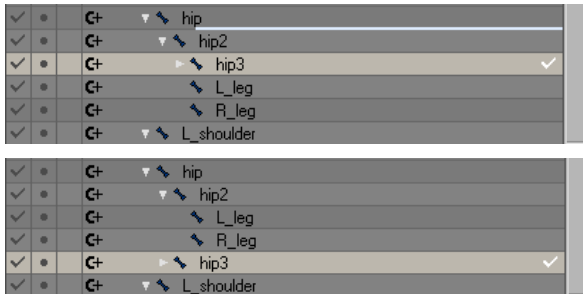 C+ hip
C+ hip2
C+ hip3
C+ L_leg
C+ R_leg
C+ L_shoulder
C+ hip
C+ hip2
C+ L_leg
C+ R_leg
C+ hip3
C+ L_shoulder